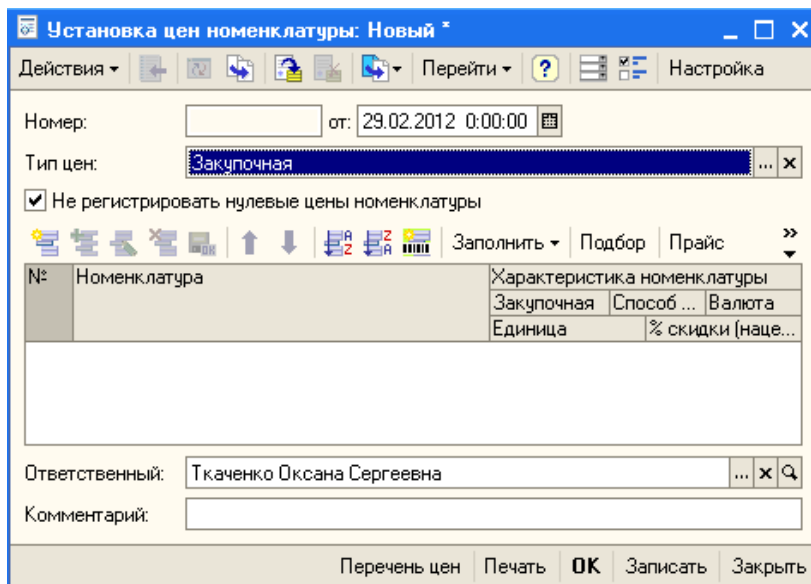 Установка цен номенклатуры: Новый *
Действия Перейти ? Настройка
Номер: от: 29.02.2012 0:00:00
Тип цен: Закупочная ... x
Не регистрировать нулевые цены номенклатуры
Заполнить Подбор Прайс »
№ Номенклатура Характеристика номенклатуры
Закупочная Способ ... Валюта
Единица % скидки (наце...
Ответственный: Ткаченко Оксана Сергеевна ... x
Комментарий:
Перечень цен Печать OK Записать Закрыть